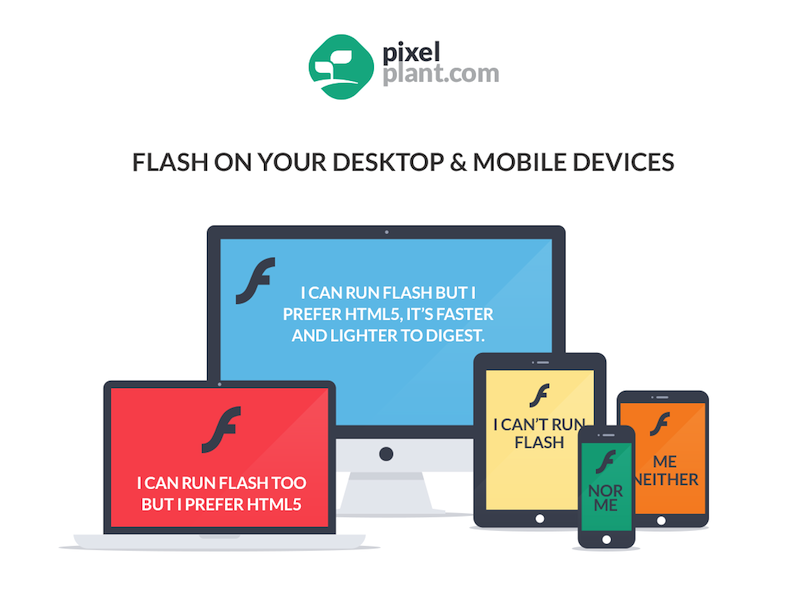 pixel
plant.com
FLASH ON YOUR DESKTOP & MOBILE DEVICES
I CAN RUN FLASH BUT I
PREFER HTML5, IT'S FASTER
AND LIGHTER TO DIGEST.
I CAN RUN FLASH TOO
BUT I PREFER HTML5
I CAN'T RUN
FLASH
NOR
ME
ME
NEITHER